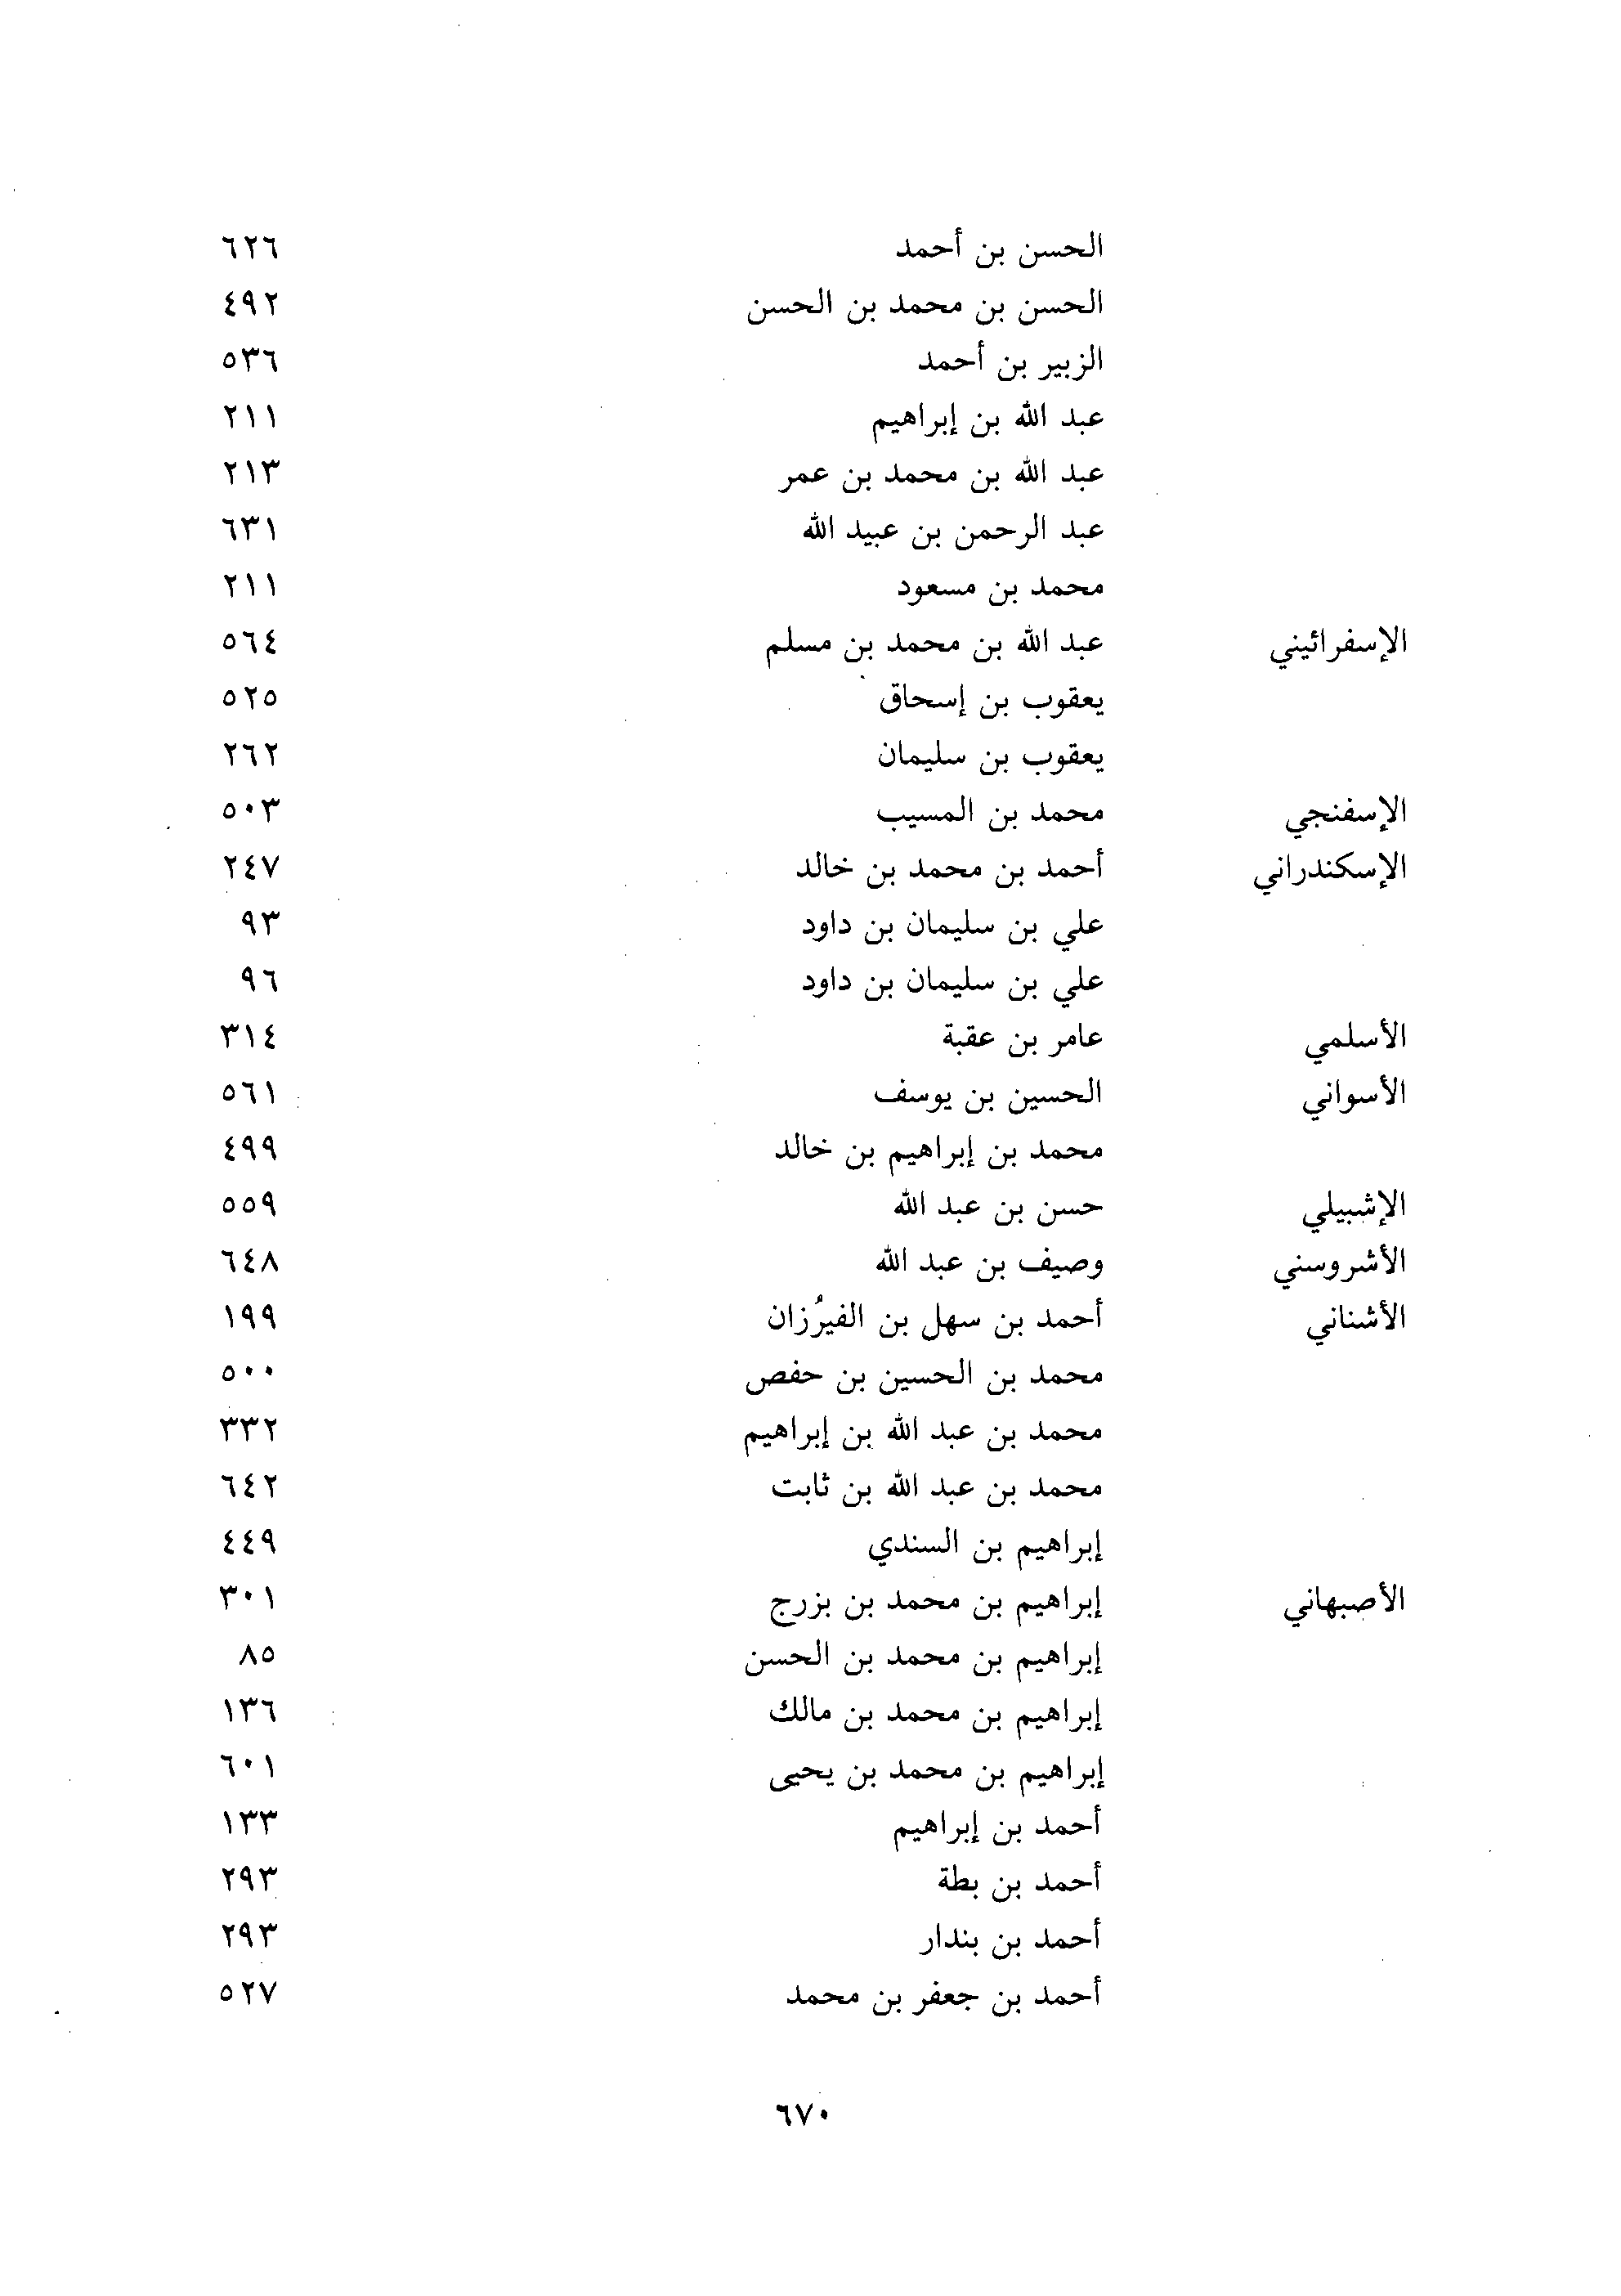 الحسن بن أحمد ٦٢٦
الحسن بن محمد بن الحسن ٤٩٢
الزبير بن أحمد ٥٣٦
عبد الله بن إبراهيم ٢١١
عبد الله بن محمد بن عمر ٢١٣
عبد الرحمن بن عبيد الله ٦٣١
محمد بن مسعود ٢١١
الإسفرائيني عبد الله بن محمد بن مسلم ٥٦٤
يعقوب بن إسحاق ٥٢٥
يعقوب بن سليمان ٢٦٢
الإسفنجي محمد بن المسيب ٥٠٣
الإسكندراني أحمد بن محمد بن خالد ٢٤٧
علي بن سليمان بن داود ٩٣
علي بن سليمان بن داود ٩٦
الأسلمي عامر بن عقبة ٣١٤
الأسواني الحسين بن يوسف ٥٦١
محمد بن إبراهيم بن خالد ٤٩٩
الإشبيلي حسن بن عبد الله ٥٥٩
الأشروسني وصيف بن عبد الله ٦٤٨
الأشناني أحمد بن سهل بن الفيرُزان ١٩٩
محمد بن الحسين بن حفص ٥٠٠
محمد بن عبد الله بن إبراهيم ٣٣٢
محمد بن عبد الله بن ثابت ٦٤٢
إبراهيم بن السندي ٤٤٩
الأصبهاني إبراهيم بن محمد بن بزرج ٣٠١
إبراهيم بن محمد بن الحسن ٨٥
إبراهيم بن محمد بن مالك ١٣٦
إبراهيم بن محمد بن يحيى ٦٠١
أحمد بن إبراهيم ١٣٣
أحمد بن بطة ٢٩٣
أحمد بن بندار ٢٩٣
أحمد بن جعفر بن محمد ٥٢٧
٦٧٠